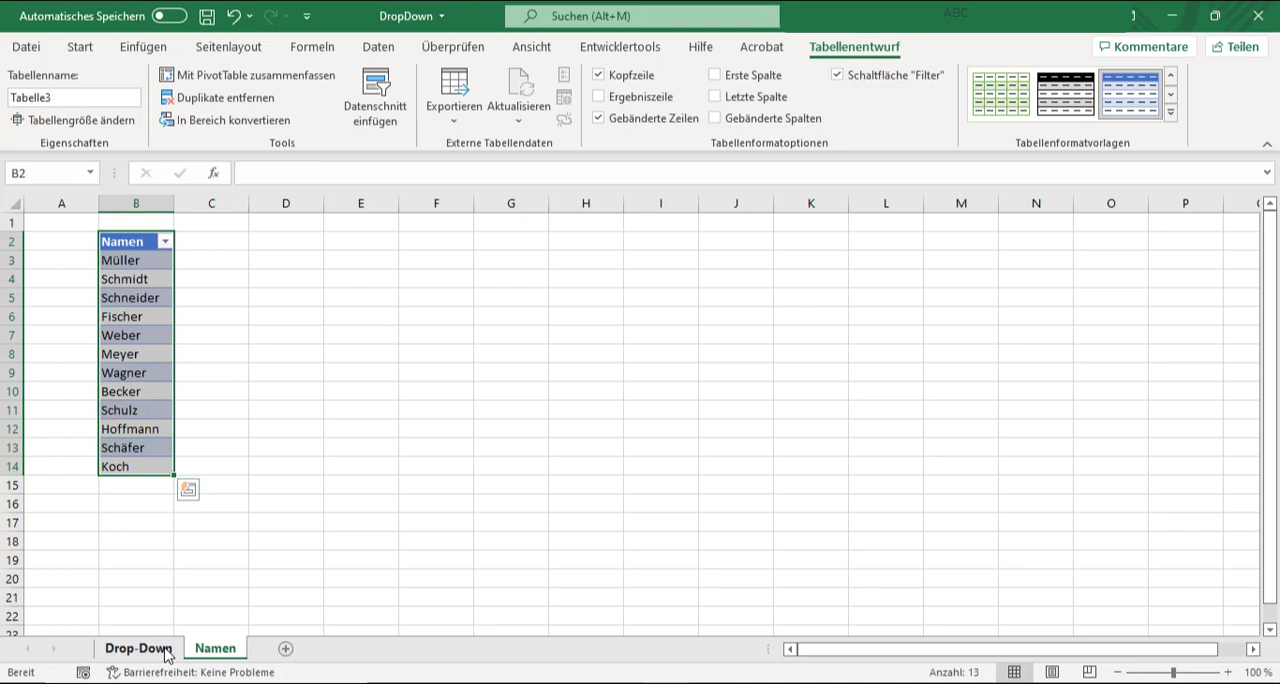 Automatisches Speichern
DropDown
Suchen (Alt+M)
ABC
Datei Start Einfügen Seitenlayout Formeln Daten Überprüfen Ansicht Entwicklertools Hilfe Acrobat Tabellenentwurf Kommentare Teilen
Tabellenname:
Tabelle3
Tabellengröße ändern
Eigenschaften
Mit PivotTable zusammenfassen
Duplikate entfernen
In Bereich konvertieren
Datenschnitt
einfügen
Tools
Exportieren Aktualisieren
Externe Tabellendaten
Kopfzeile Erste Spalte Schaltfläche "Filter"
Ergebniszeile Letzte Spalte
Gebänderte Zeilen Gebänderte Spalten
Tabellenformatoptionen
Tabellenformatvorlagen
B2 fx
A B C D E F G H I J K L M N O P
1
2 Namen
3 Müller
4 Schmidt
5 Schneider
6 Fischer
7 Weber
8 Meyer
9 Wagner
10 Becker
11 Schulz
12 Hoffmann
13 Schäfer
14 Koch
15
16
17
18
19
20
21
22
23
Drop-Down Namen
Bereit Barrierefreiheit: Keine Probleme Anzahl: 13 100 %